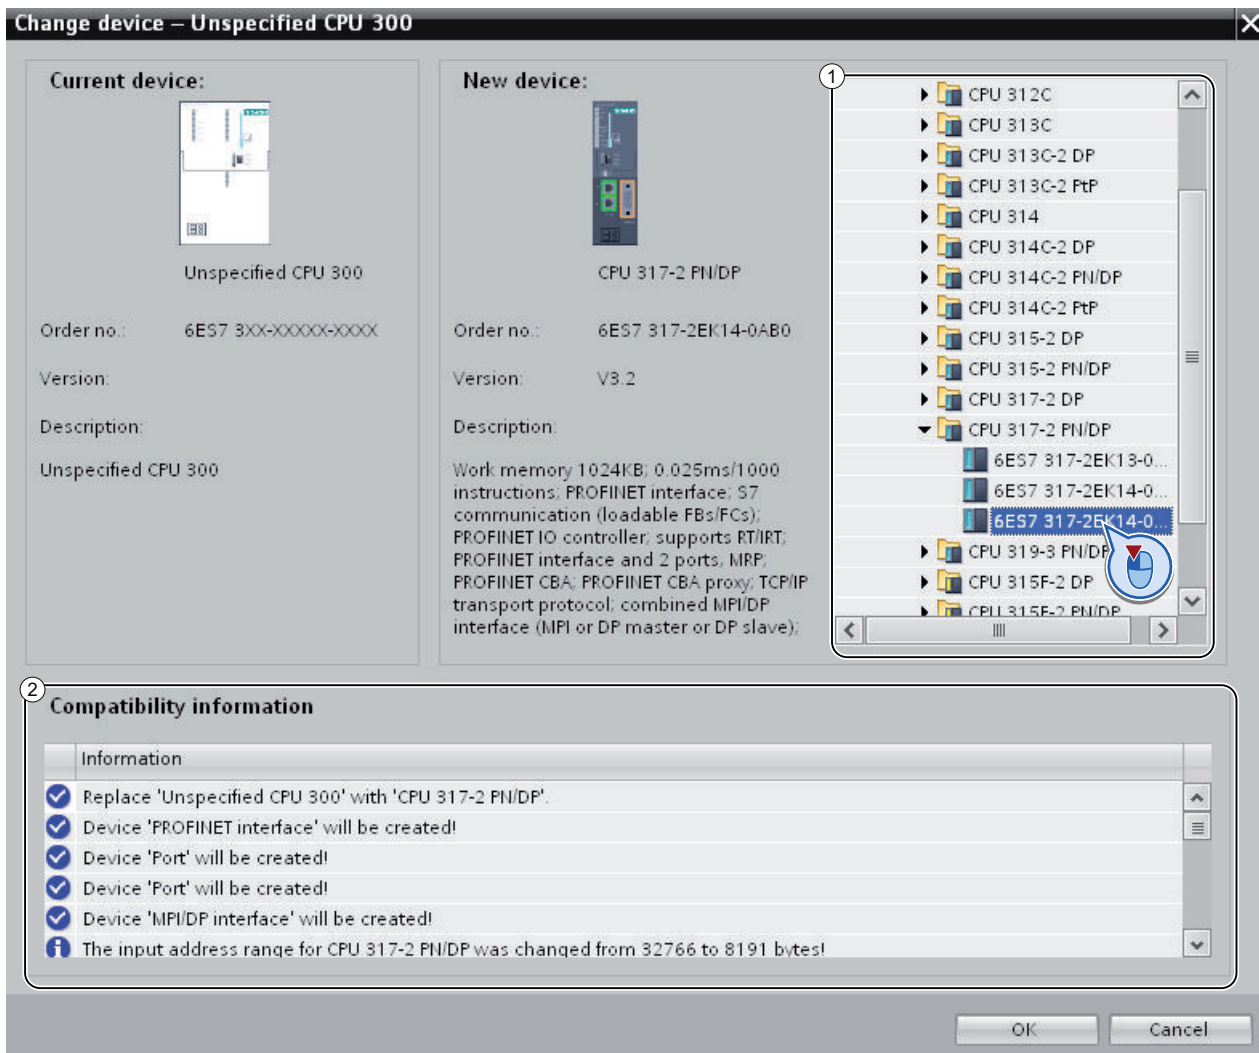 Change device – Unspecified CPU 300
Current device:
Unspecified CPU 300
Order no.: 6ES7 3XX-XXXXX-XXXX
Version:
Description:
Unspecified CPU 300
New device:
CPU 317-2 PN/DP
Order no.: 6ES7 317-2EK14-0AB0
Version: V3.2
Description:
Work memory 1024KB; 0.025ms/1000
instructions; PROFINET interface; S7
communication (loadable FBs/FCs);
PROFINET IO controller; supports RT/IRT;
PROFINET interface and 2 ports, MRP;
PROFINET CBA; PROFINET CBA proxy; TCP/IP
transport protocol; combined MPI/DP
interface (MPI or DP master or DP slave);
1
CPU 312C
CPU 313C
CPU 313C-2 DP
CPU 313C-2 PtP
CPU 314
CPU 314C-2 DP
CPU 314C-2 PN/DP
CPU 314C-2 PtP
CPU 315-2 DP
CPU 315-2 PN/DP
CPU 317-2 DP
CPU 317-2 PN/DP
6ES7 317-2EK13-0...
6ES7 317-2EK14-0...
6ES7 317-2EK14-0...
CPU 319-3 PN/DP
CPU 315F-2 DP
CPU 315F-2 PN/DP
2
Compatibility information
Information
Replace 'Unspecified CPU 300' with 'CPU 317-2 PN/DP'.
Device 'PROFINET interface' will be created!
Device 'Port' will be created!
Device 'Port' will be created!
Device 'MPI/DP interface' will be created!
The input address range for CPU 317-2 PN/DP was changed from 32766 to 8191 bytes!
OK
Cancel